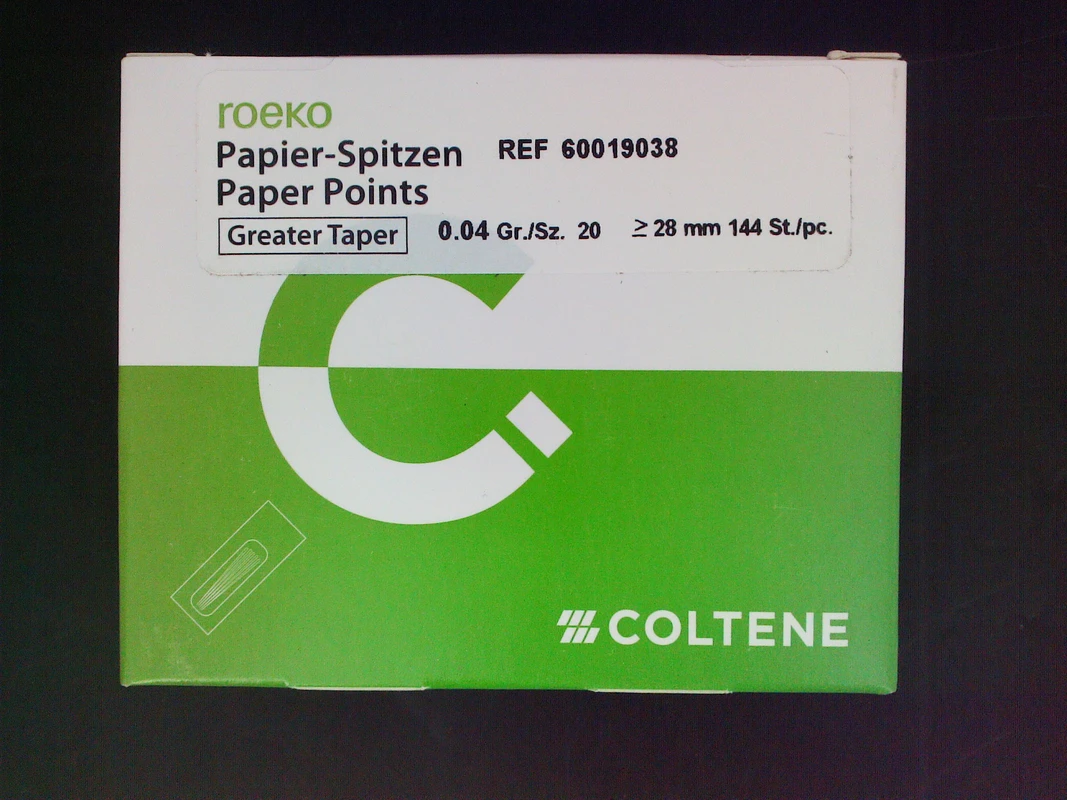 roeko
Papier-Spitzen REF 60019038
Paper Points
Greater Taper 0.04 Gr./Sz. 20 ≥ 28 mm 144 St./pc.
COLTENE